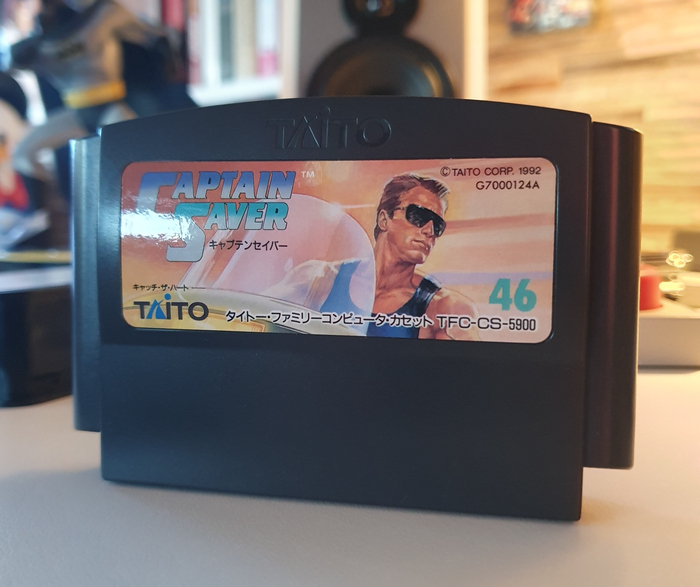 TAITO
CAPTAIN SAVER™
キャプテンセイバー
©TAITO CORP. 1992
G7000124A
46
キャッチ・ザ・ハート
TAITO
タイトー・ファミリーコンピュータ・カセット TFC-CS-5900